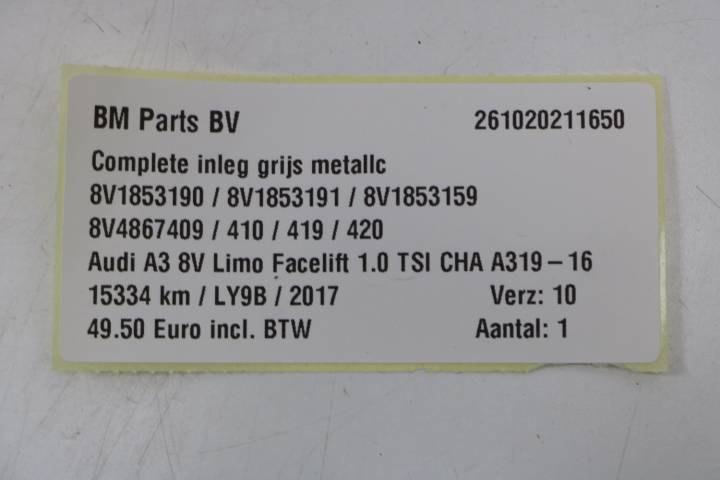 BM Parts BV 261020211650
Complete inleg grijs metallc
8V1853190 / 8V1853191 / 8V1853159
8V4867409 / 410 / 419 / 420
Audi A3 8V Limo Facelift 1.0 TSI CHA A319-16
15334 km / LY9B / 2017 Verz: 10
49.50 Euro incl. BTW Aantal: 1